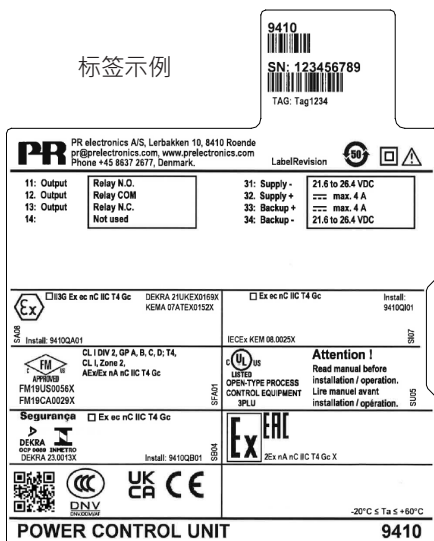 标签示例
9410
SN: 123456789
TAG: Tag1234
PR
PR electronics A/S, Lerbakken 10, 8410 Roende
pr@prelectronics.com, www.prelectronics.com
Phone +45 8637 2677, Denmark.
LabelRevision
50
11: Output Relay N.O.
12. Output Relay COM
13: Output Relay N.C.
14: Not used
31: Supply - 21.6 to 26.4 VDC
32. Supply + max. 4 A
33: Backup + max. 4 A
34: Backup - 21.6 to 26.4 VDC
II3G Ex ec nC IIC T4 Gc
DEKRA 21UKEX0169X
KEMA 07ATEX0152X
Install: 9410QA01
SA08
Ex ec nC IIC T4 Gc
Install:
9410QI01
IECEx KEM 08.0025X
SI07
FM
APPROVED
FM19US0056X
FM19CA0029X
CL I DIV 2, GP A, B, C, D; T4,
CL I, Zone 2,
AEx/Ex nA nC IIC T4 Gc
SFA01
C UL US
LISTED
OPEN-TYPE PROCESS
CONTROL EQUIPMENT
3PLU
Attention !
Read manual before
installation / operation.
Lire manuel avant
installation / opération.
SU05
Segurança
Ex ec nC IIC T4 Gc
DEKRA
OCP 0089 INMETRO
DEKRA 23.0013X
Install: 9410QB01
SB04
Ex EAC
2Ex nA nC IIC T4 Gc X
CCC
DNV
DNV.COM/AF
UK
CA
CE
-20°C ≤ Ta ≤ +60°C
POWER CONTROL UNIT 9410